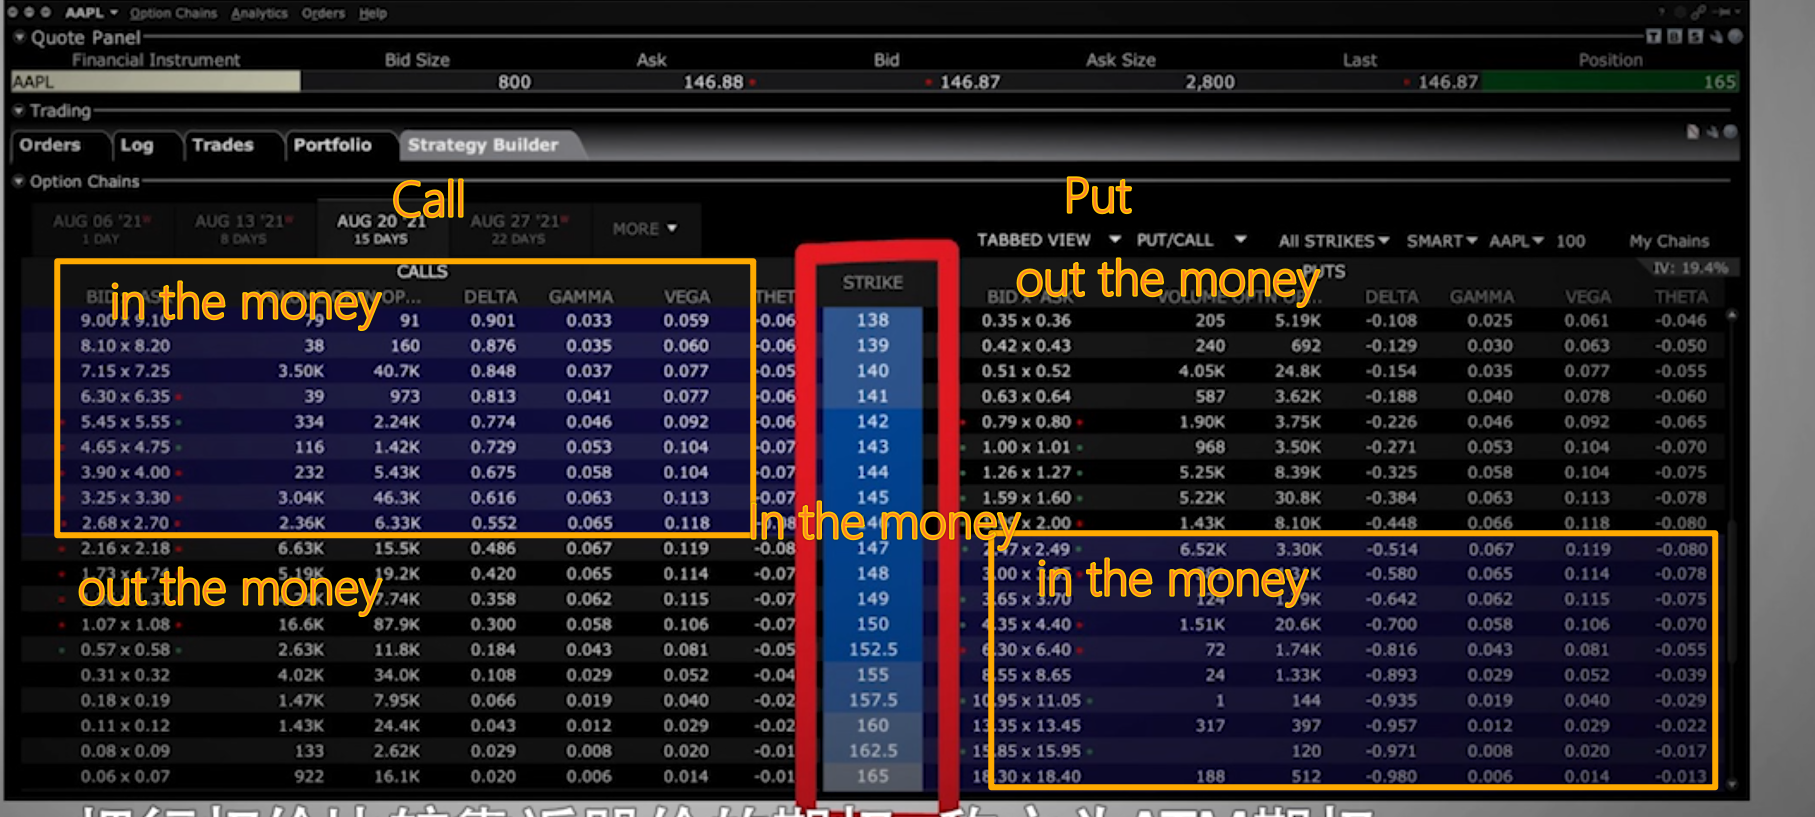 AAPL Option Chains Analytics Orders Help
Quote Panel
Financial Instrument Bid Size Ask Bid Ask Size Last Position
AAPL 800 146.88 146.87 2,800 146.87 165
Trading
Orders Log Trades Portfolio Strategy Builder
Option Chains
Call Put
AUG 06 '21 AUG 13 '21 AUG 20 '21 AUG 27 '21 MORE
1 DAY 8 DAYS 15 DAYS 22 DAYS
TABBED VIEW PUT/CALL All STRIKES SMART AAPL 100 My Chains
CALLS STRIKE PUTS IV: 19.4%
in the money out the money
DELTA GAMMA VEGA THET VOLUME DELTA GAMMA VEGA THETA
9.00 x 9.10 79 91 0.901 0.033 0.059 -0.06 138 0.35 x 0.36 205 5.19K -0.108 0.025 0.061 -0.046
8.10 x 8.20 38 160 0.876 0.035 0.060 -0.06 139 0.42 x 0.43 240 692 -0.129 0.030 0.063 -0.050
7.15 x 7.25 3.50K 40.7K 0.848 0.037 0.077 -0.05 140 0.51 x 0.52 4.05K 24.8K -0.154 0.035 0.077 -0.055
6.30 x 6.35 39 973 0.813 0.041 0.077 -0.06 141 0.63 x 0.64 587 3.62K -0.188 0.040 0.078 -0.060
5.45 x 5.55 334 2.24K 0.774 0.046 0.092 -0.06 142 0.79 x 0.80 1.90K 3.75K -0.226 0.046 0.092 -0.065
4.65 x 4.75 116 1.42K 0.729 0.053 0.104 -0.07 143 1.00 x 1.01 968 3.50K -0.271 0.053 0.104 -0.070
3.90 x 4.00 232 5.43K 0.675 0.058 0.104 -0.07 144 1.26 x 1.27 5.25K 8.39K -0.325 0.058 0.104 -0.075
3.25 x 3.30 3.04K 46.3K 0.616 0.063 0.113 -0.07 145 1.59 x 1.60 5.22K 30.8K -0.384 0.063 0.113 -0.078
2.68 x 2.70 2.36K 6.33K 0.552 0.065 0.118 In the money x 2.00 1.43K 8.10K -0.448 0.066 0.118 -0.080
2.16 x 2.18 6.63K 15.5K 0.486 0.067 0.119 -0.08 147 x 2.49 6.52K 3.30K -0.514 0.067 0.119 -0.080
1.73 x 1.74 5.19K 19.2K 0.420 0.065 0.114 -0.07 148 3.00 x -0.580 0.065 0.114 -0.078
out the money in the money
7.74K 0.358 0.062 0.115 -0.07 149 3.65 x 3.70 124 -0.642 0.062 0.115 -0.075
1.07 x 1.08 16.6K 87.9K 0.300 0.058 0.106 -0.07 150 4.35 x 4.40 1.51K 20.6K -0.700 0.058 0.106 -0.070
0.57 x 0.58 2.63K 11.8K 0.184 0.043 0.081 -0.05 152.5 6.30 x 6.40 72 1.74K -0.816 0.043 0.081 -0.055
0.31 x 0.32 4.02K 34.0K 0.108 0.029 0.052 -0.04 155 8.55 x 8.65 24 1.33K -0.893 0.029 0.052 -0.039
0.18 x 0.19 1.47K 7.95K 0.066 0.019 0.040 -0.02 157.5 10.95 x 11.05 1 144 -0.935 0.019 0.040 -0.029
0.11 x 0.12 1.43K 24.4K 0.043 0.012 0.029 -0.02 160 13.35 x 13.45 317 397 -0.957 0.012 0.029 -0.022
0.08 x 0.09 133 2.62K 0.029 0.008 0.020 -0.01 162.5 15.85 x 15.95 120 -0.971 0.008 0.020 -0.017
0.06 x 0.07 922 16.1K 0.020 0.006 0.014 -0.01 165 18.30 x 18.40 188 512 -0.980 0.006 0.014 -0.013